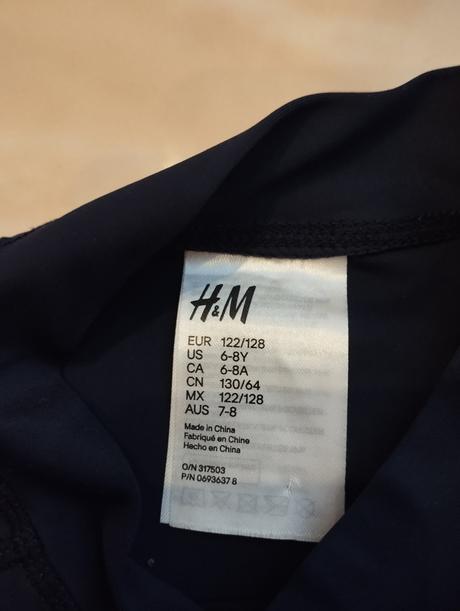 H&M
EUR 122/128
US 6-8Y
CA 6-8A
CN 130/64
MX 122/128
AUS 7-8
Made in China
Fabriqué en Chine
Hecho en China
O/N 317503
P/N 0693637 8